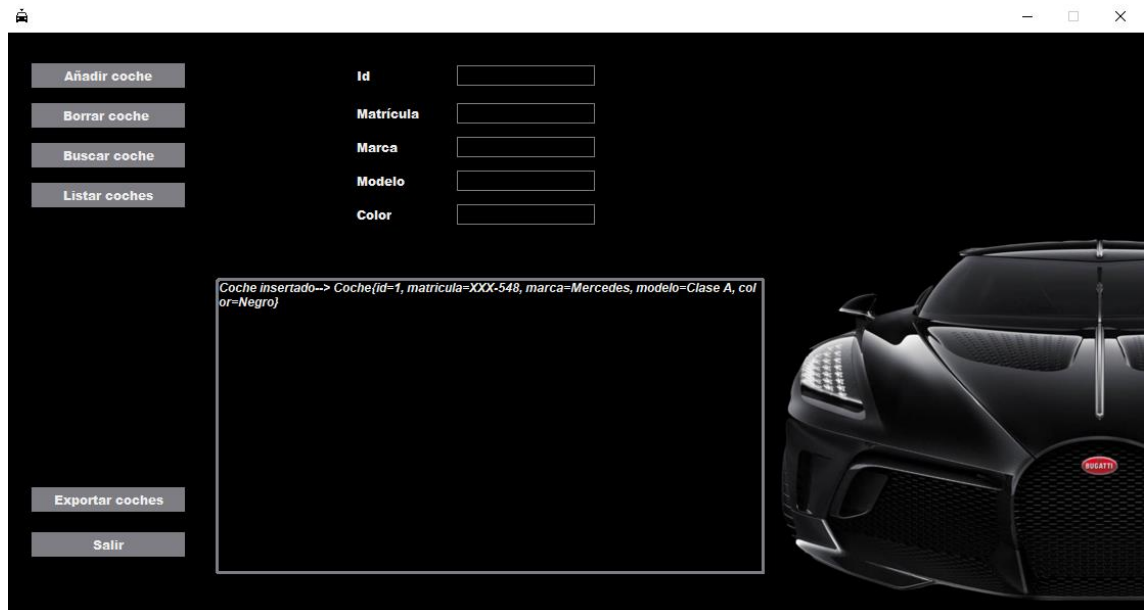 Añadir coche
Borrar coche
Buscar coche
Listar coches
Id
Matrícula
Marca
Modelo
Color
Coche insertado--> Coche{id=1, matricula=XXX-548, marca=Mercedes, modelo=Clase A, col
or=Negro}
BUGATTI
Exportar coches
Salir